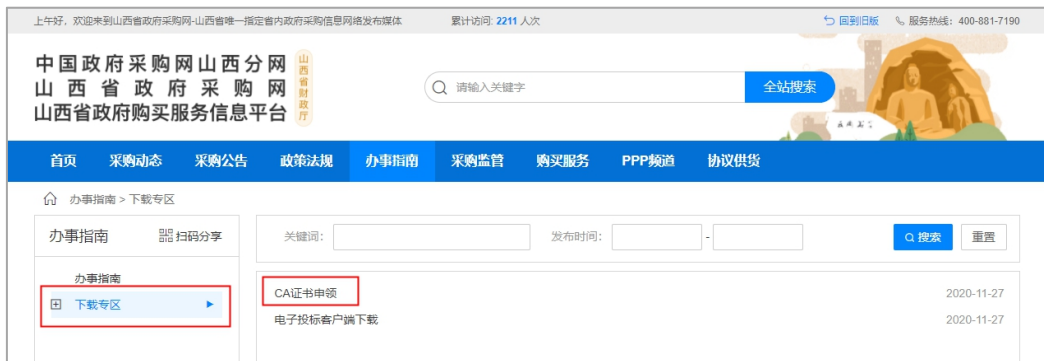 上午好，欢迎来到山西省政府采购网-山西省唯一指定省内政府采购信息网络发布媒体 累计访问: 2211 人次 回到旧版 服务热线：400-881-7190
中国政府采购网山西分网
山西省政府采购网
山西省政府购买服务信息平台
山西省财政厅
请输入关键字 全站搜索
首页 采购动态 采购公告 政策法规 办事指南 采购监管 购买服务 PPP频道 协议供货
办事指南 > 下载专区
办事指南 扫码分享 关键词： 发布时间： - 搜索 重置
办事指南
下载专区
CA证书申领 2020-11-27
电子投标客户端下载 2020-11-27